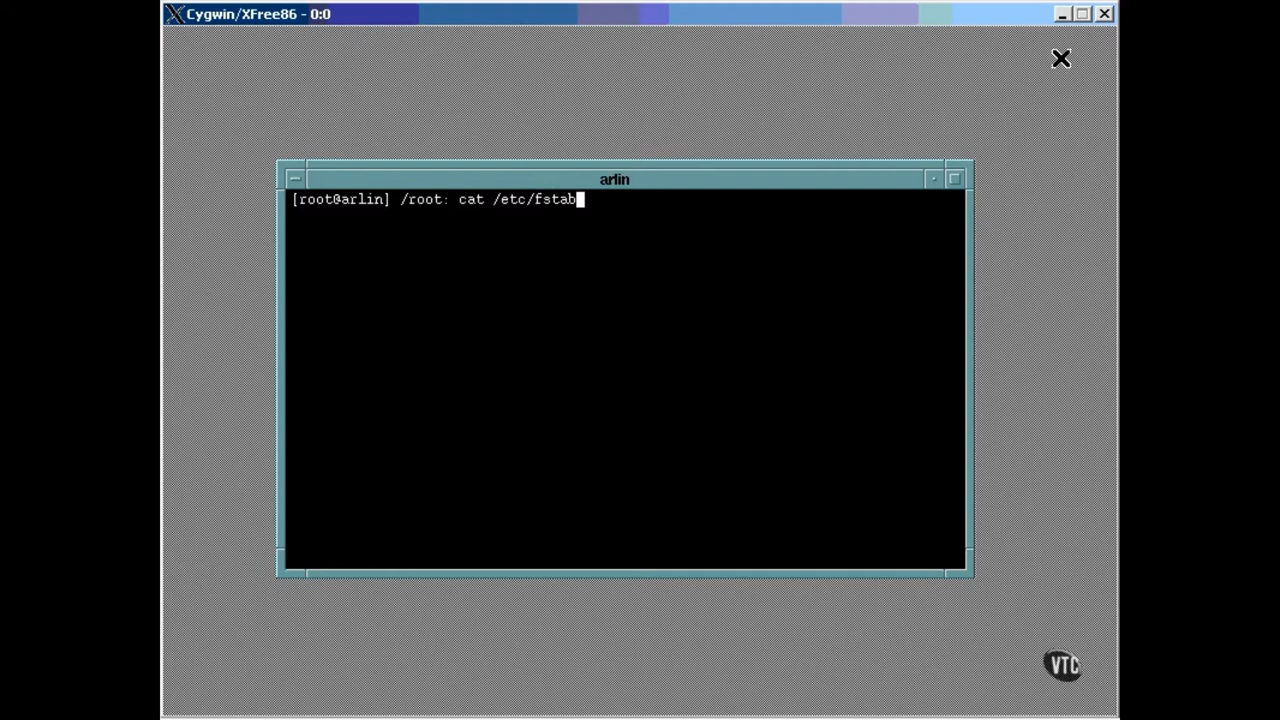 Cygwin/XFree86 - 0:0
arlin
[root@arlin] /root: cat /etc/fstab
VTC